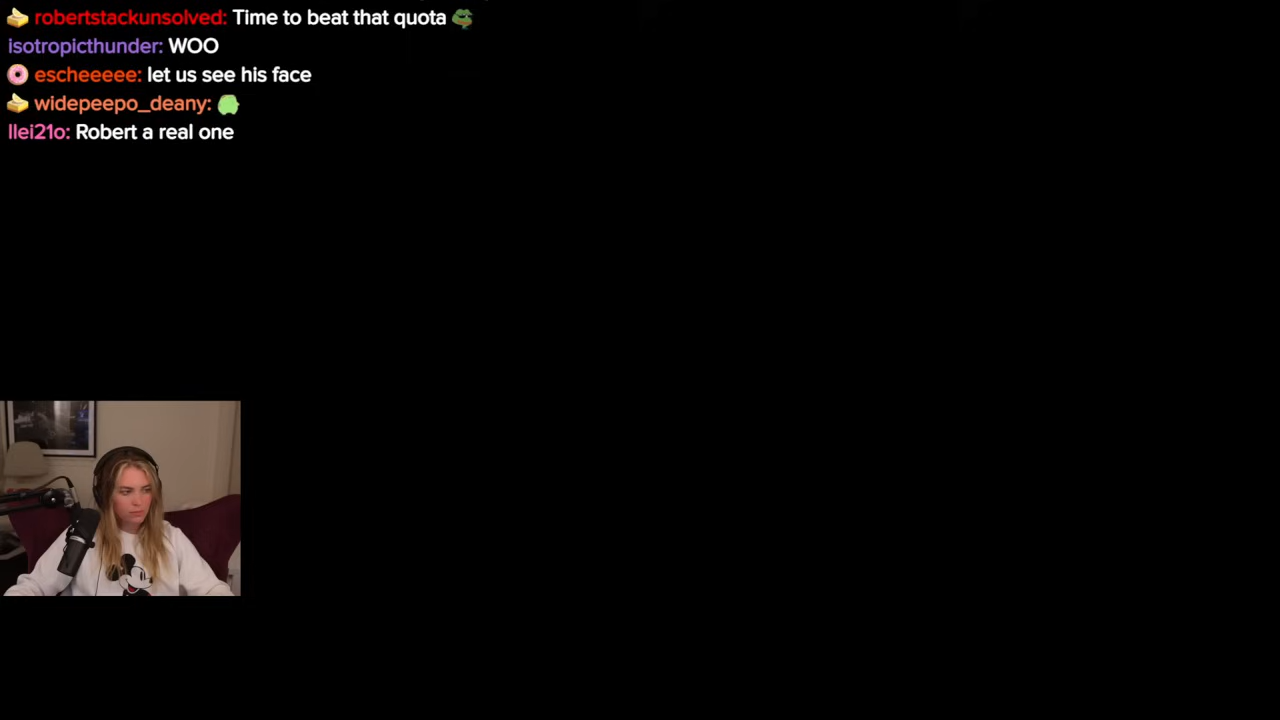 robertstackunsolved: Time to beat that quota
isotropicthunder: WOO
escheeeee: let us see his face
widepeepo_deany:
llei21o: Robert a real one